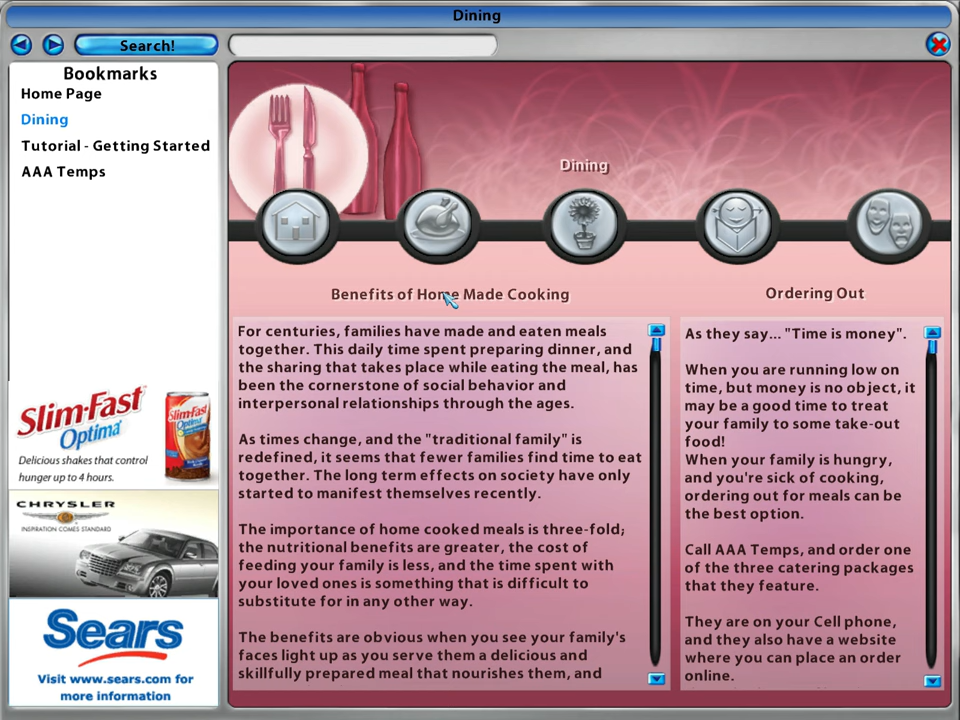 Dining
Search!
Bookmarks
Home Page
Dining
Tutorial - Getting Started
AAA Temps
Slim-Fast
Optima
Delicious shakes that control
hunger up to 4 hours.
CHRYSLER
INSPIRATION COMES STANDARD
Sears
Visit www.sears.com for
more information
Dining
Benefits of Home Made Cooking
For centuries, families have made and eaten meals
together. This daily time spent preparing dinner, and
the sharing that takes place while eating the meal, has
been the cornerstone of social behavior and
interpersonal relationships through the ages.
As times change, and the "traditional family" is
redefined, it seems that fewer families find time to eat
together. The long term effects on society have only
started to manifest themselves recently.
The importance of home cooked meals is three-fold;
the nutritional benefits are greater, the cost of
feeding your family is less, and the time spent with
your loved ones is something that is difficult to
substitute for in any other way.
The benefits are obvious when you see your family's
faces light up as you serve them a delicious and
skillfully prepared meal that nourishes them, and
Ordering Out
As they say... "Time is money".
When you are running low on
time, but money is no object, it
may be a good time to treat
your family to some take-out
food!
When your family is hungry,
and you're sick of cooking,
ordering out for meals can be
the best option.
Call AAA Temps, and order one
of the three catering packages
that they feature.
They are on your Cell phone,
and they also have a website
where you can place an order
online.